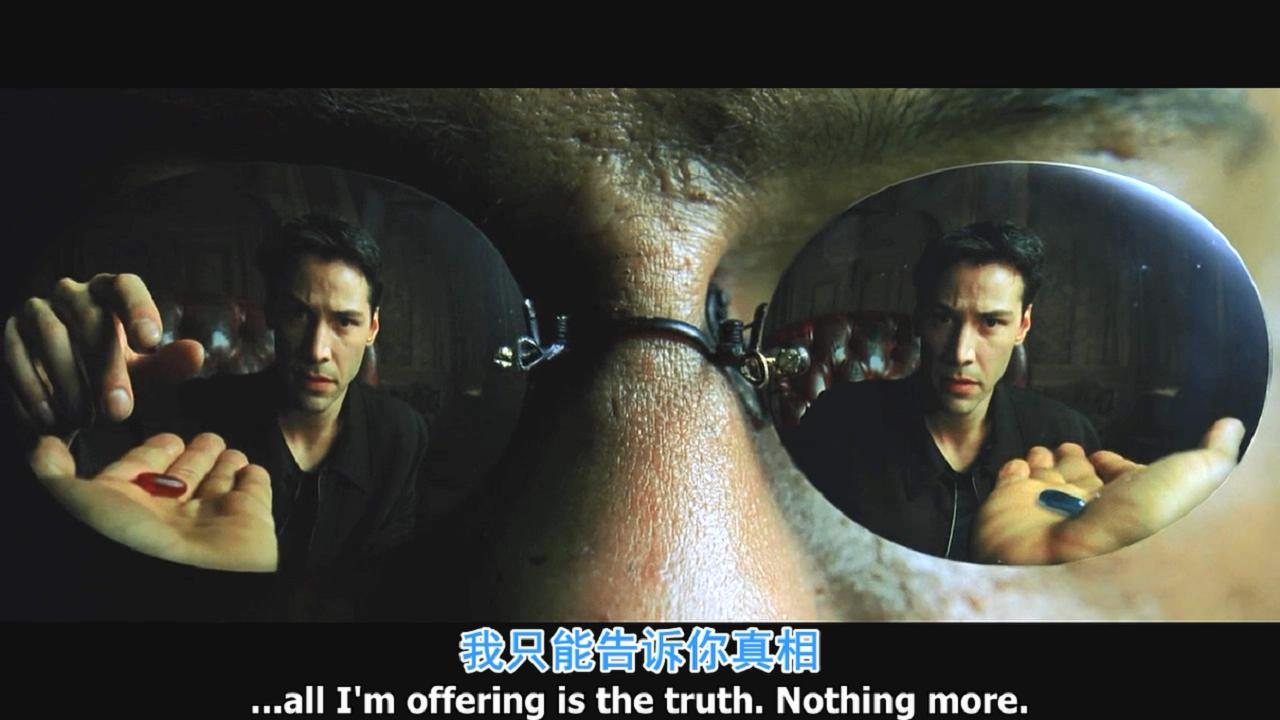 我只能告诉你真相
...all I'm offering is the truth. Nothing more.